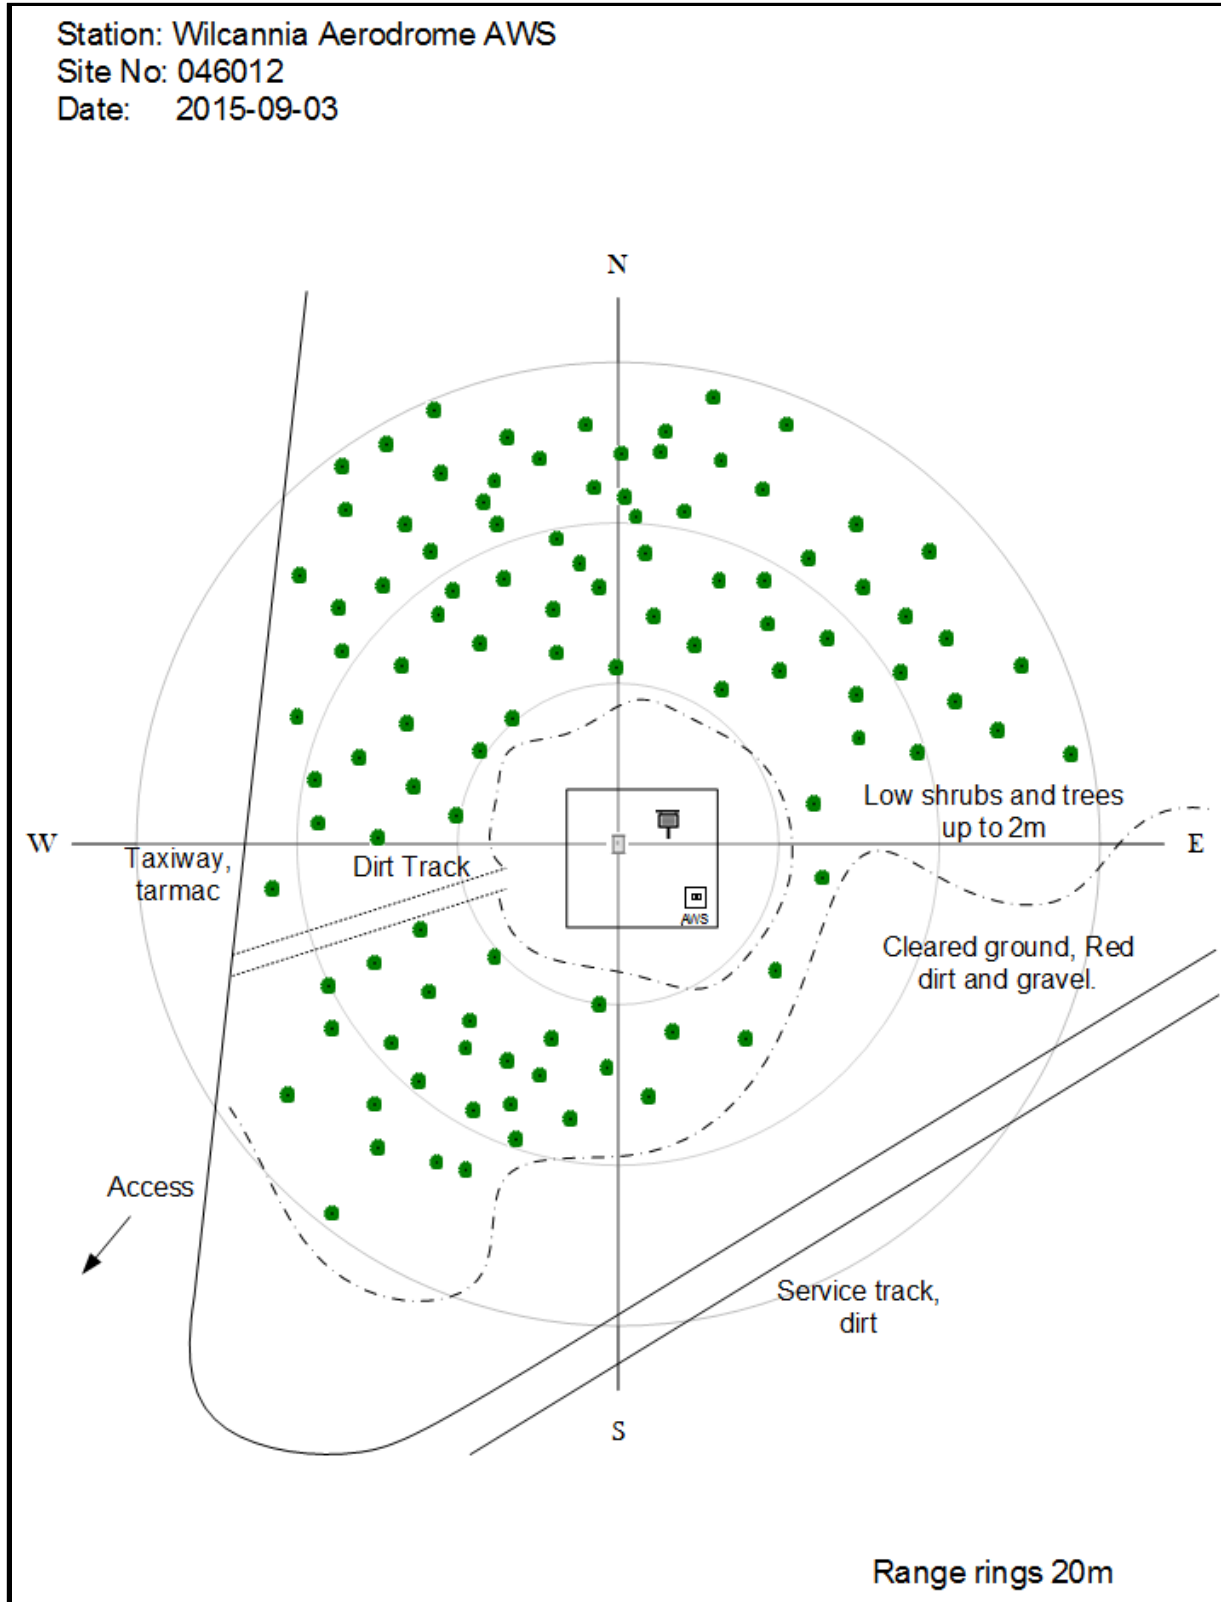 Station: Wilcannia Aerodrome AWS
Site No: 046012
Date: 2015-09-03
N
Low shrubs and trees
up to 2m
W
E
Taxiway,
tarmac
Dirt Track
AWS
Cleared ground, Red
dirt and gravel.
Access
Service track,
dirt
S
Range rings 20m